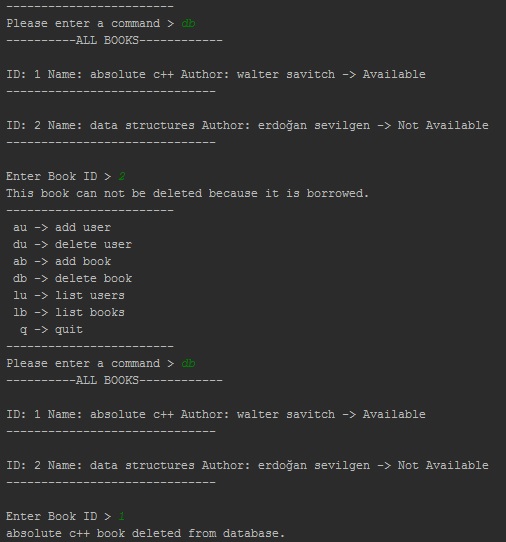 ------------------------
Please enter a command > db
----------ALL BOOKS------------
ID: 1 Name: absolute c++ Author: walter savitch -> Available
------------------------------
ID: 2 Name: data structures Author: erdoğan sevilgen -> Not Available
------------------------------
Enter Book ID > 2
This book can not be deleted because it is borrowed.
------------------------
au -> add user
du -> delete user
ab -> add book
db -> delete book
lu -> list users
lb -> list books
q -> quit
------------------------
Please enter a command > db
----------ALL BOOKS------------
ID: 1 Name: absolute c++ Author: walter savitch -> Available
------------------------------
ID: 2 Name: data structures Author: erdoğan sevilgen -> Not Available
------------------------------
Enter Book ID > 1
absolute c++ book deleted from database.